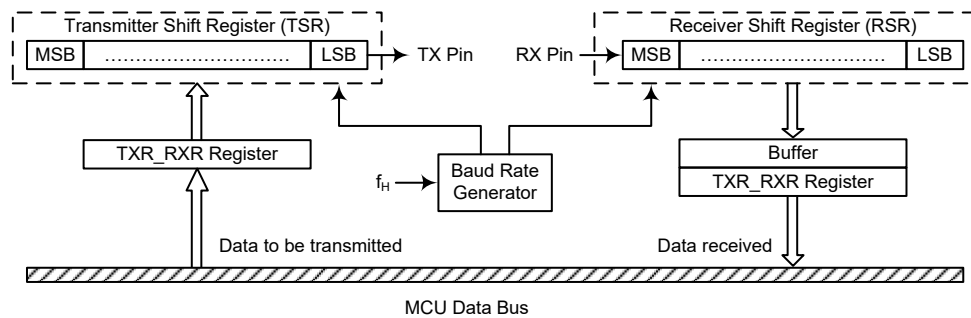 Transmitter Shift Register (TSR)
MSB ………………………… LSB
TX Pin
RX Pin
Receiver Shift Register (RSR)
MSB ………………………… LSB
TXR_RXR Register
fH
Baud Rate
Generator
Buffer
TXR_RXR Register
Data to be transmitted
Data received
MCU Data Bus